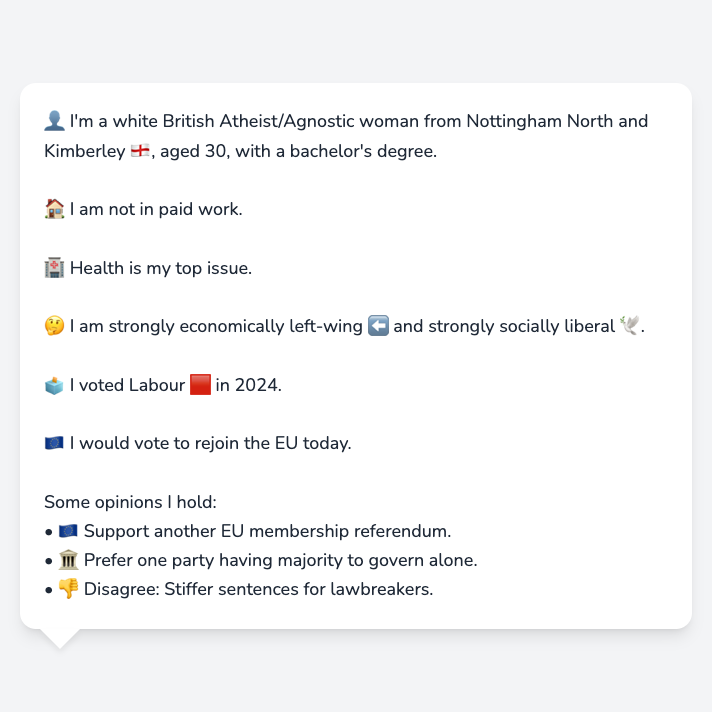 👤 I'm a white British Atheist/Agnostic woman from Nottingham North and
Kimberley 🏴󠁧󠁢󠁥󠁮󠁧󠁿, aged 30, with a bachelor's degree.
🏠 I am not in paid work.
🏥 Health is my top issue.
🤔 I am strongly economically left-wing ⬅️ and strongly socially liberal 🕊️.
🗳️ I voted Labour 🟥 in 2024.
🇪🇺 I would vote to rejoin the EU today.
Some opinions I hold:
• 🇪🇺 Support another EU membership referendum.
• 🏛️ Prefer one party having majority to govern alone.
• 👎 Disagree: Stiffer sentences for lawbreakers.